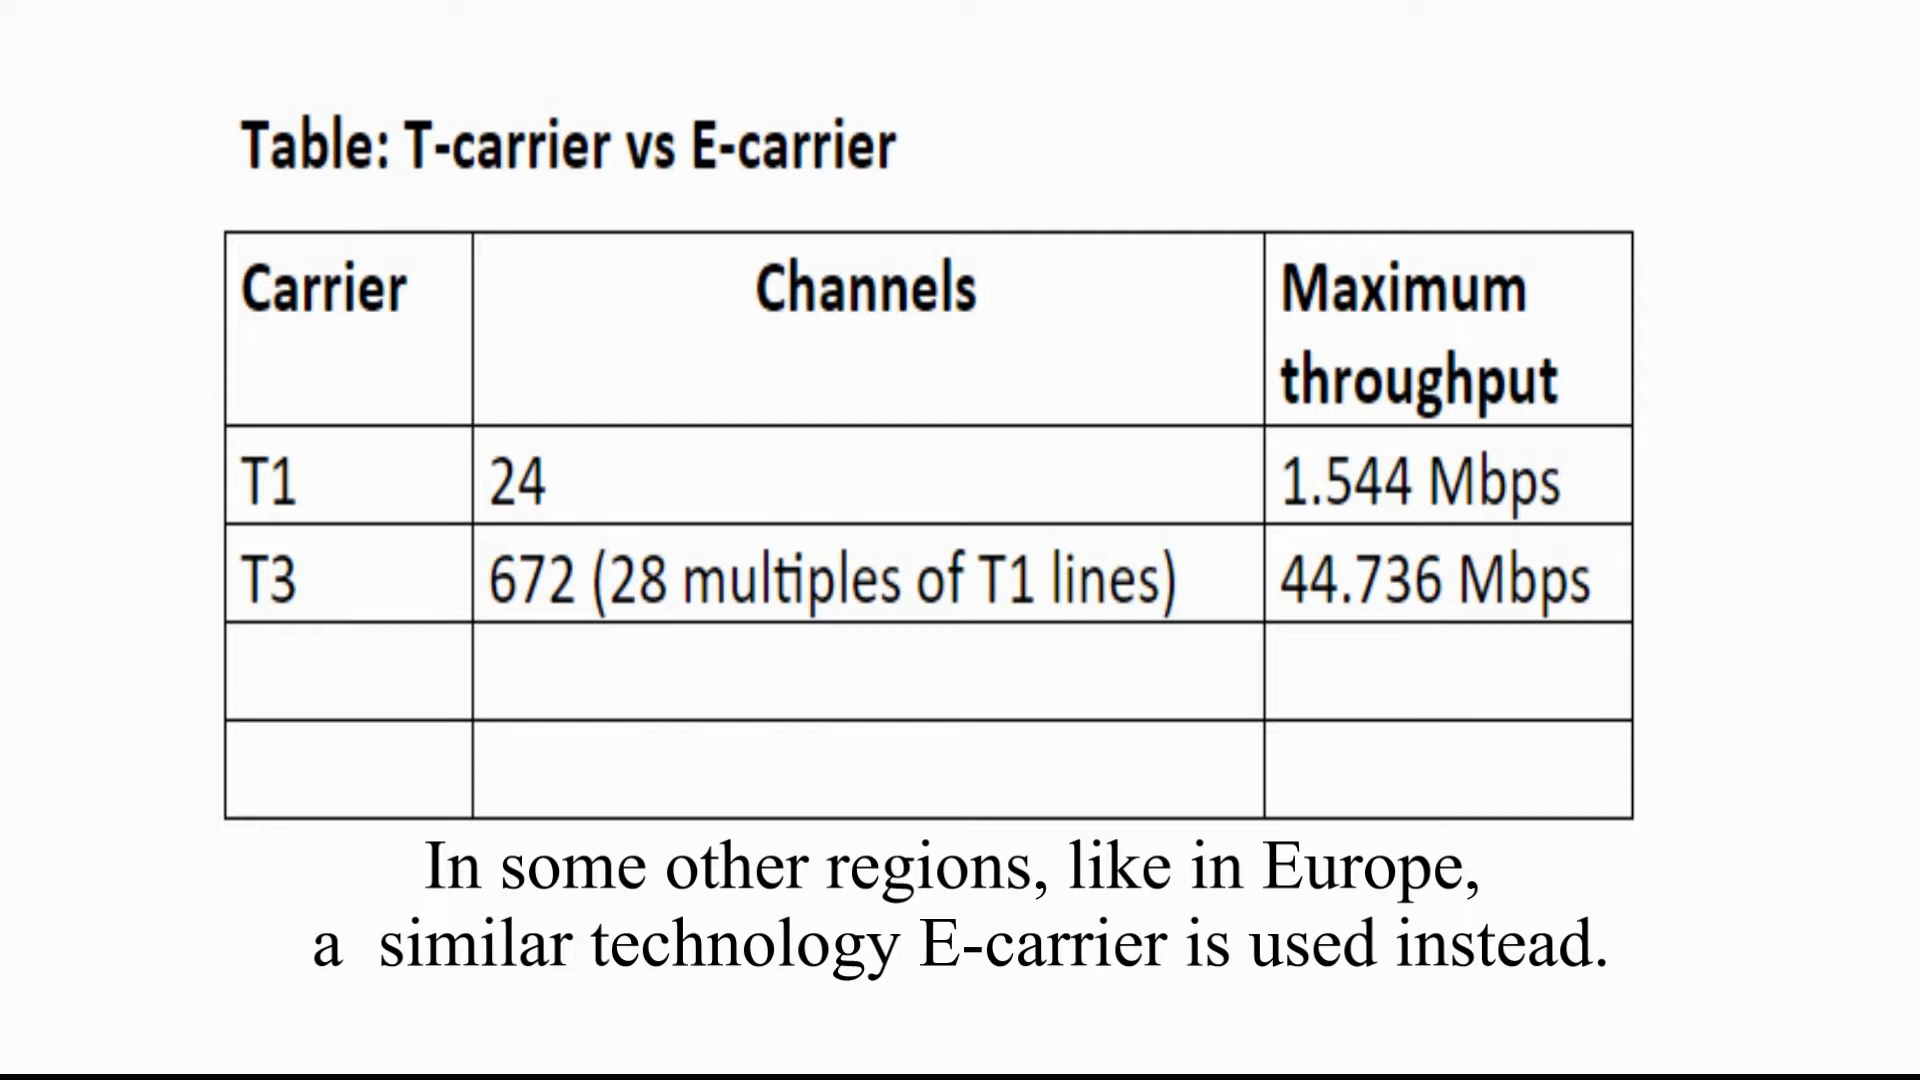 Table: T-carrier vs E-carrier
Carrier Channels Maximum throughput
T1 24 1.544 Mbps
T3 672 (28 multiples of T1 lines) 44.736 Mbps
In some other regions, like in Europe,
a  similar technology E-carrier is used instead.